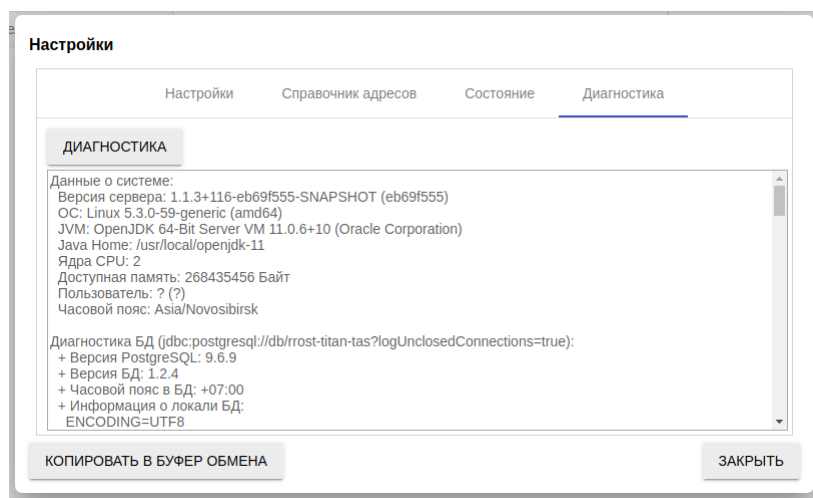 Настройки
Настройки Справочник адресов Состояние Диагностика
ДИАГНОСТИКА
Данные о системе:
Версия сервера: 1.1.3+116-eb69f555-SNAPSHOT (eb69f555)
ОС: Linux 5.3.0-59-generic (amd64)
JVM: OpenJDK 64-Bit Server VM 11.0.6+10 (Oracle Corporation)
Java Home: /usr/local/openjdk-11
Ядра CPU: 2
Доступная память: 268435456 Байт
Пользователь: ? (?)
Часовой пояс: Asia/Novosibirsk
Диагностика БД (jdbc:postgresql://db/rrost-titan-tas?logUnclosedConnections=true):
+ Версия PostgreSQL: 9.6.9
+ Версия БД: 1.2.4
+ Часовой пояс в БД: +07:00
+ Информация о локали БД:
ENCODING=UTF8
КОПИРОВАТЬ В БУФЕР ОБМЕНА
ЗАКРЫТЬ